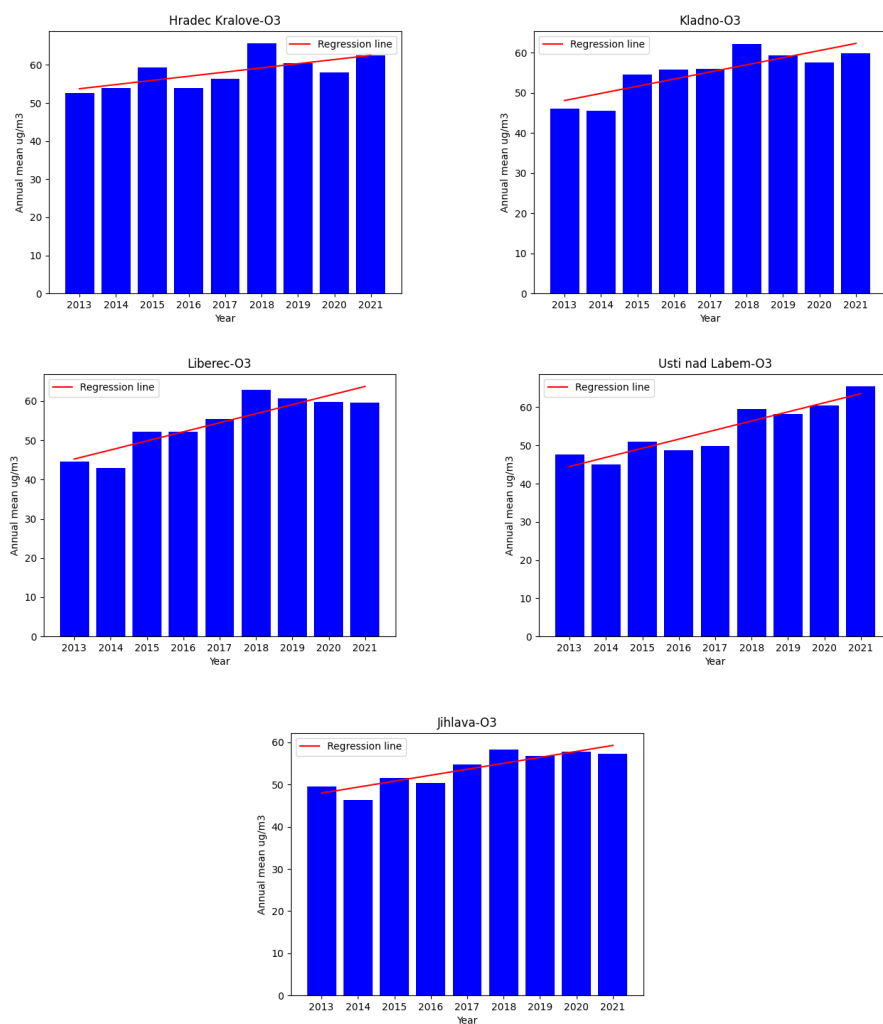 Hradec Kralove-O3
Regression line
Annual mean ug/m3
60
50
40
30
20
10
0
2013 2014 2015 2016 2017 2018 2019 2020 2021
Year
Kladno-O3
Regression line
Annual mean ug/m3
60
50
40
30
20
10
0
2013 2014 2015 2016 2017 2018 2019 2020 2021
Year
Liberec-O3
Regression line
Annual mean ug/m3
60
50
40
30
20
10
0
2013 2014 2015 2016 2017 2018 2019 2020 2021
Year
Usti nad Labem-O3
Regression line
Annual mean ug/m3
60
50
40
30
20
10
0
2013 2014 2015 2016 2017 2018 2019 2020 2021
Year
Jihlava-O3
Regression line
Annual mean ug/m3
60
50
40
30
20
10
0
2013 2014 2015 2016 2017 2018 2019 2020 2021
Year